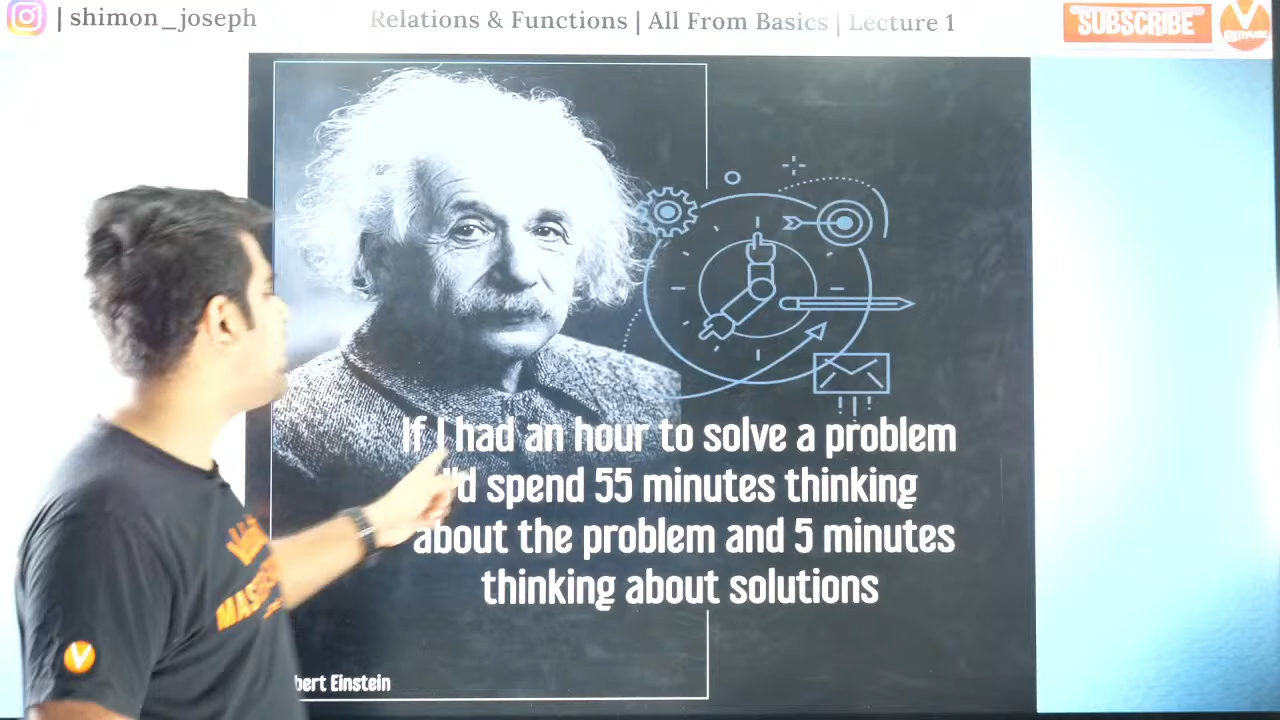 | shimon_joseph
Relations & Functions | All From Basics | Lecture 1
SUBSCRIBE
If I had an hour to solve a problem
I'd spend 55 minutes thinking
about the problem and 5 minutes
thinking about solutions
Einstein